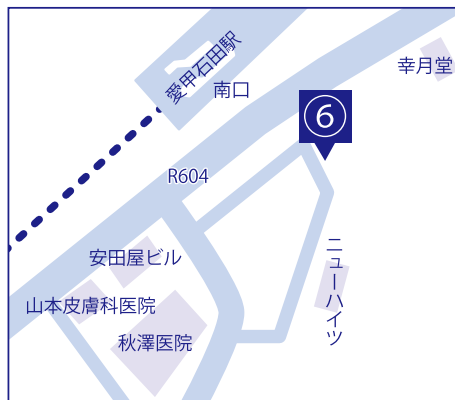 愛甲石田駅
南口
幸月堂
⑥
R604
安田屋ビル
ニューハイツ
山本皮膚科医院
秋澤医院